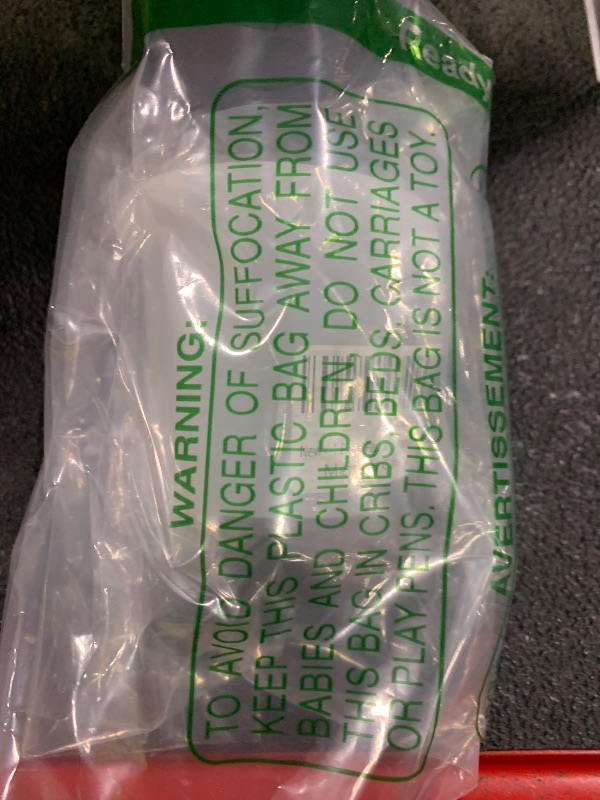 Ready
WARNING:
TO AVOID DANGER OF SUFFOCATION,
KEEP THIS PLASTIC BAG AWAY FROM
BABIES AND CHILDREN, DO NOT USE
THIS BAG IN CRIBS, BEDS, CARRIAGES
OR PLAY PENS. THIS BAG IS NOT A TOY
AVERTISSEMENT: